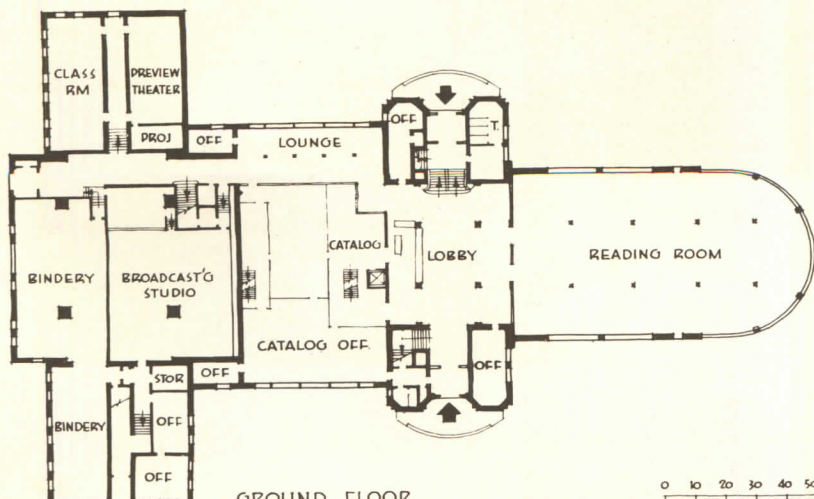 CLASS
RM
PREVIEW
THEATER
PROJ
OFF
LOUNGE
OFF
T.
BINDERY
BROADCAST'G
STUDIO
CATALOG
LOBBY
READING ROOM
CATALOG OFF.
OFF
OFF
STOR
BINDERY
OFF
OFF
GROUND FLOOR
0 10 20 30 40 50